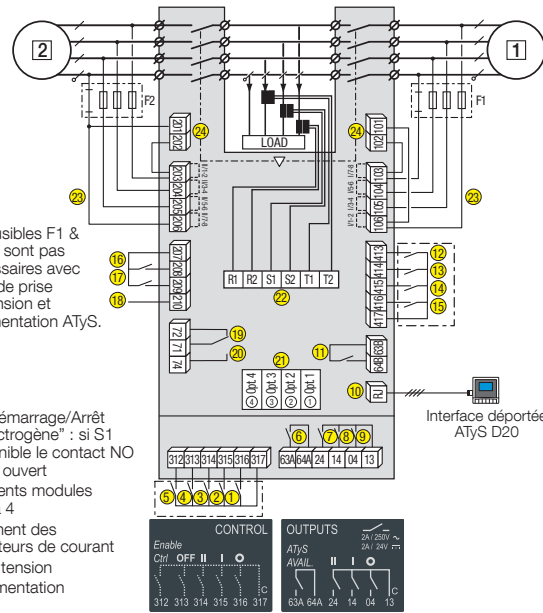 2
1
F2
F1
201
202
24
LOAD
24
101
102
203
204
205
206
103
104
105
106
23
23
sibles F1 &
sont pas
ssaires avec
de prise
nsion et
mentation ATyS.
16
17
18
207
208
209
210
R1 R2 S1 S2 T1 T2
22
413
414
415
416
417
12
13
14
15
72
71
74
19
20
21
Opt.4 Opt.3 Opt.2 Opt.1
4 3 2 1
11
63B
64B
10
RJ
Interface déportée
ATyS D20
émarrage/Arrêt
ctrogène” : si S1
onible le contact NO
ouvert
ents modules
à 4
ment des
teurs de courant
tension
mentation
6 7 8 9
312 313 314 315 316 317
63A 64A 24 14 04 13
5 4 3 2 1
CONTROL
Enable
Ctrl OFF II I O
C
312 313 314 315 316 317
OUTPUTS
2A / 250V ~
2A / 24V
ATyS
AVAIL. II I O
C
63A 64A 24 14 04 13